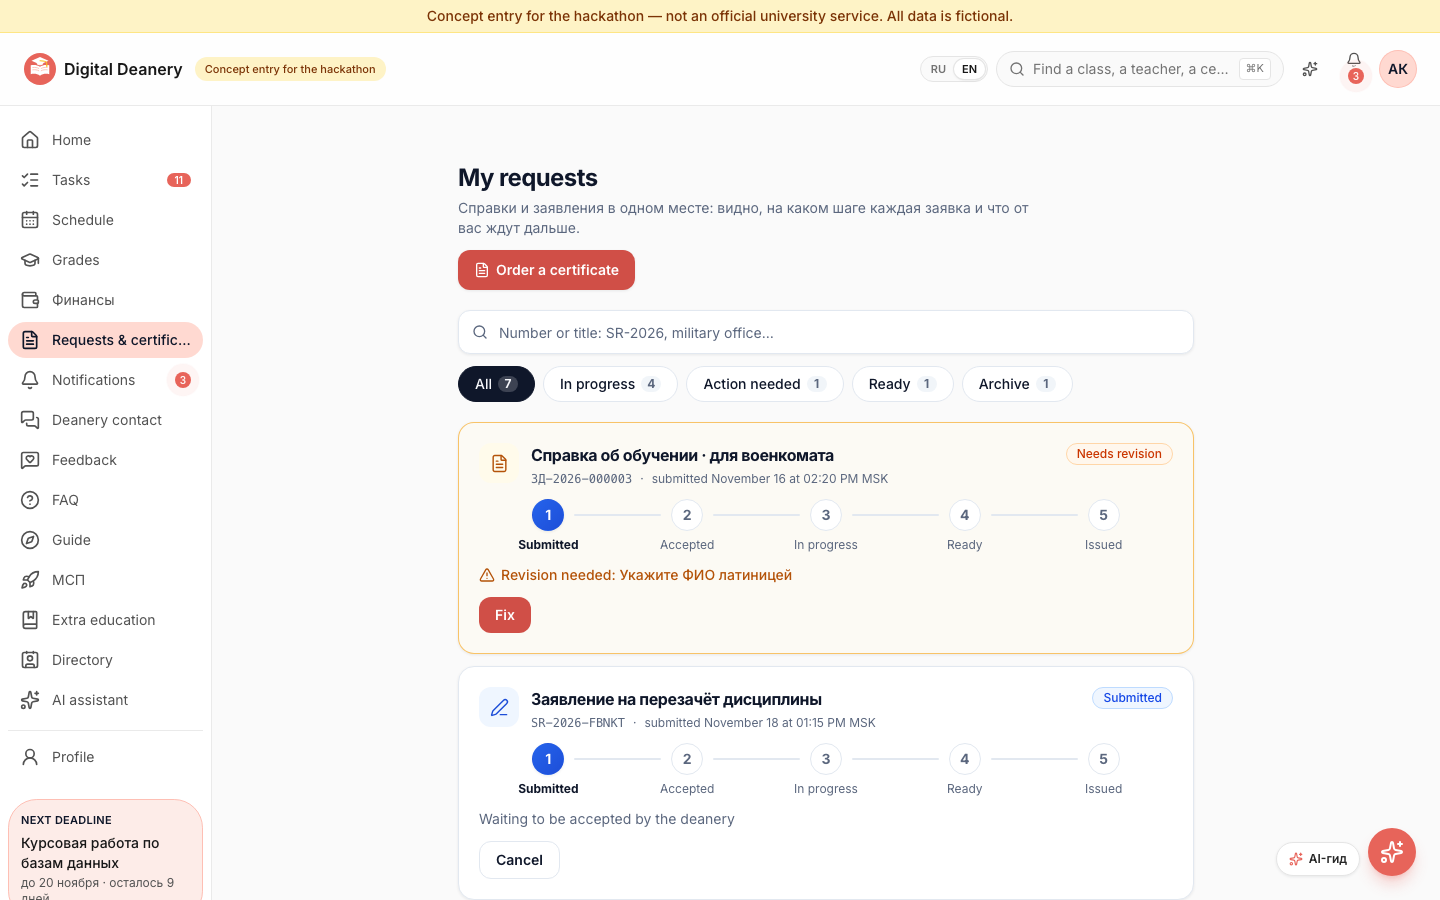 Concept entry for the hackathon — not an official university service. All data is fictional.
Digital Deanery
Concept entry for the hackathon
RU EN
Find a class, a teacher, a ce... ⌘K
3
АК
Home
Tasks 11
Schedule
Grades
Финансы
Requests & certific...
Notifications 3
Deanery contact
Feedback
FAQ
Guide
МСП
Extra education
Directory
AI assistant
Profile
NEXT DEADLINE
Курсовая работа по
базам данных
до 20 ноября · осталось 9
дней
My requests
Справки и заявления в одном месте: видно, на каком шаге каждая заявка и что от
вас ждут дальше.
Order a certificate
Number or title: SR-2026, military office...
All 7
In progress 4
Action needed 1
Ready 1
Archive 1
Справка об обучении · для военкомата
Needs revision
ЗД-2026-000003 · submitted November 16 at 02:20 PM MSK
1 2 3 4 5
Submitted Accepted In progress Ready Issued
Revision needed: Укажите ФИО латиницей
Fix
Заявление на перезачёт дисциплины
Submitted
SR-2026-FBNKT · submitted November 18 at 01:15 PM MSK
1 2 3 4 5
Submitted Accepted In progress Ready Issued
Waiting to be accepted by the deanery
Cancel
AI-гид